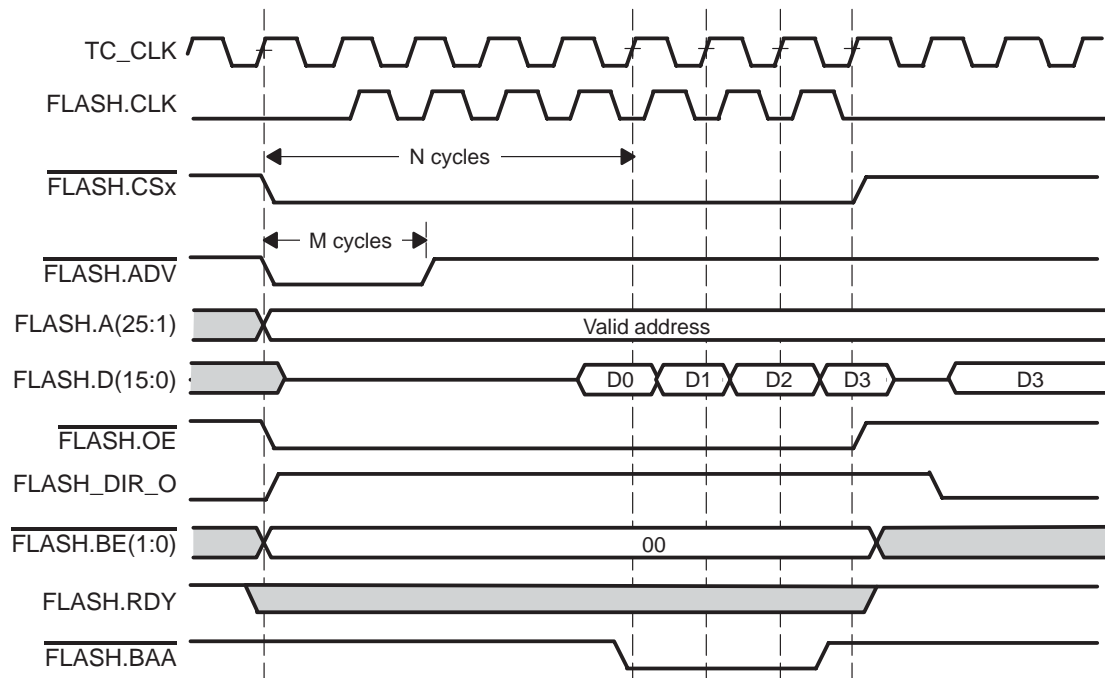 TC_CLK
FLASH.CLK
N cycles
FLASH.CSx
M cycles
FLASH.ADV
FLASH.A(25:1)
Valid address
FLASH.D(15:0)
D0
D1
D2
D3
D3
FLASH.OE
FLASH_DIR_O
FLASH.BE(1:0)
00
FLASH.RDY
FLASH.BAA